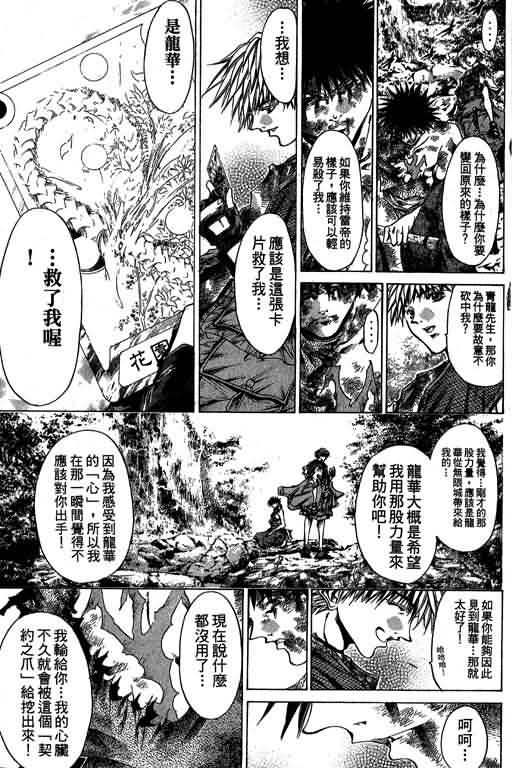 …
為什麼…為什麼你要
變回原來的樣子？
如果你維持雷帝的
樣子，應該可以輕
易殺了我…
…我想…
應該是這張卡
片救了我…
是龍華…
…救了我喔
！
花園
青龍先生，那你
為什麼要故意不
砍中我？
…
我覺得…剛才的那
股力量，應該是龍
華從無限城帶來給
我的…
龍華大概是希望
我用那股力量來
幫助你吧！
因為我感受到龍華
的「心」，所以我
在那一瞬間覺得不
應該對你出手！
如果你能夠因此
見到龍華…那就
太好了！
呵呵…
現在說什麼
都沒用了…
我輸給你…我的心臟
不久就會被這個「契
約之爪」給挖出來！